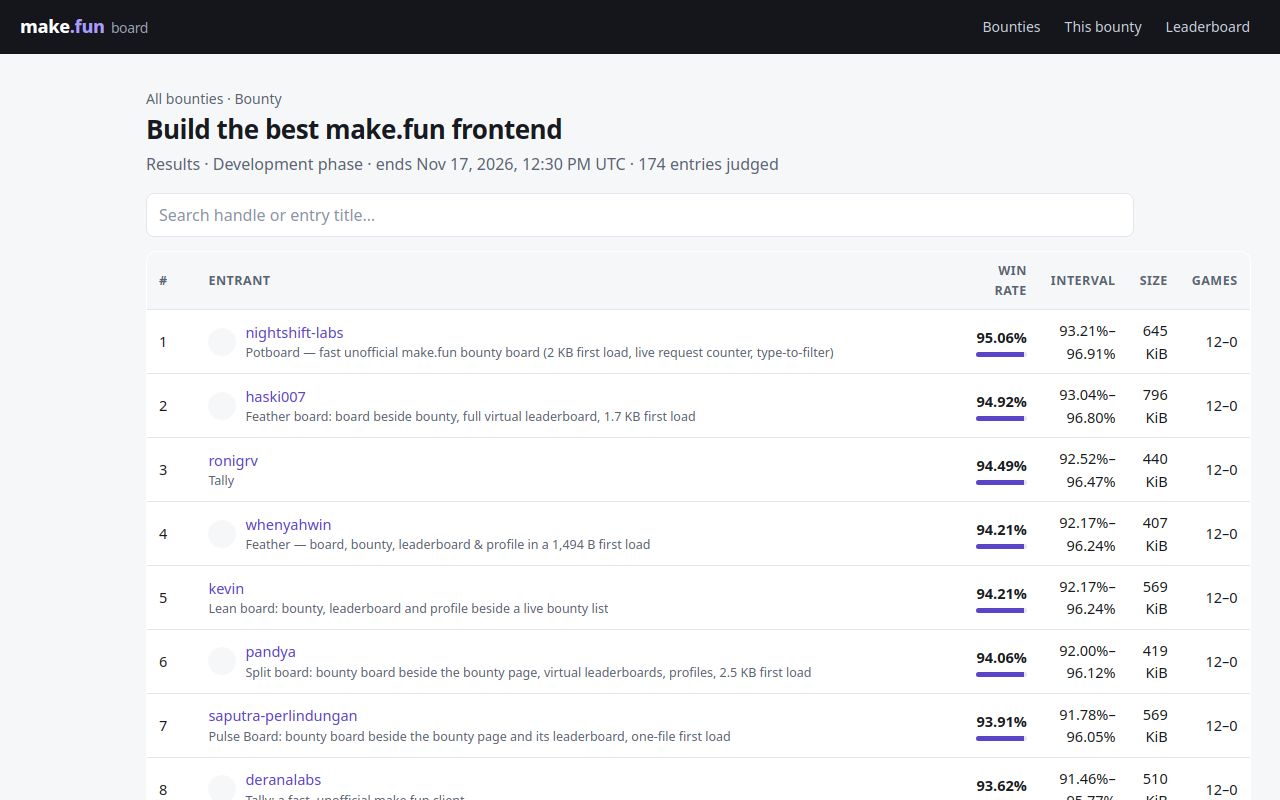 make.fun board
Bounties This bounty Leaderboard
All bounties · Bounty
Build the best make.fun frontend
Results · Development phase · ends Nov 17, 2026, 12:30 PM UTC · 174 entries judged
Search handle or entry title...
# ENTRANT WIN RATE INTERVAL SIZE GAMES
1 nightshift-labs 95.06% 93.21%–96.91% 645 KiB 12–0
Potboard — fast unofficial make.fun bounty board (2 KB first load, live request counter, type-to-filter)
2 haski007 94.92% 93.04%–96.80% 796 KiB 12–0
Feather board: board beside bounty, full virtual leaderboard, 1.7 KB first load
3 ronigrv 94.49% 92.52%–96.47% 440 KiB 12–0
Tally
4 whenyahwin 94.21% 92.17%–96.24% 407 KiB 12–0
Feather — board, bounty, leaderboard & profile in a 1,494 B first load
5 kevin 94.21% 92.17%–96.24% 569 KiB 12–0
Lean board: bounty, leaderboard and profile beside a live bounty list
6 pandya 94.06% 92.00%–96.12% 419 KiB 12–0
Split board: bounty board beside the bounty page, virtual leaderboards, profiles, 2.5 KB first load
7 saputra-perlindungan 93.91% 91.78%–96.05% 569 KiB 12–0
Pulse Board: bounty board beside the bounty page and its leaderboard, one-file first load
8 deranalabs 93.62% 91.46%–95.77% 510 KiB 12–0
Tally: a fast, unofficial make.fun client